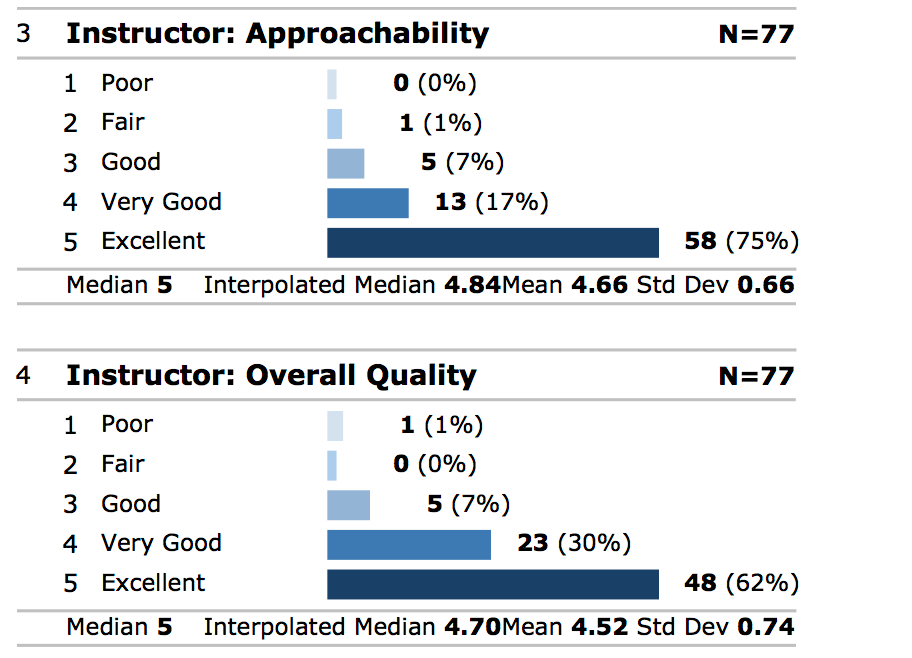 3 Instructor: Approachability N=77
1 Poor 0 (0%)
2 Fair 1 (1%)
3 Good 5 (7%)
4 Very Good 13 (17%)
5 Excellent 58 (75%)
Median 5 Interpolated Median 4.84Mean 4.66 Std Dev 0.66
4 Instructor: Overall Quality N=77
1 Poor 1 (1%)
2 Fair 0 (0%)
3 Good 5 (7%)
4 Very Good 23 (30%)
5 Excellent 48 (62%)
Median 5 Interpolated Median 4.70Mean 4.52 Std Dev 0.74